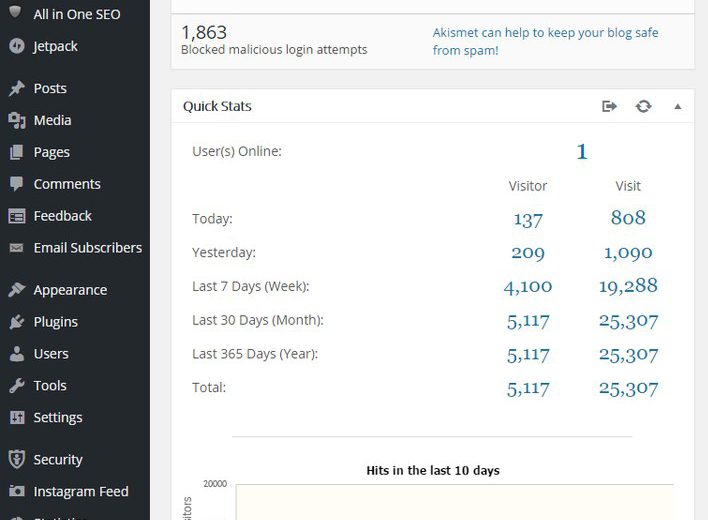 All in One SEO
Jetpack
Posts
Media
Pages
Comments
Feedback
Email Subscribers
Appearance
Plugins
Users
Tools
Settings
Security
Instagram Feed
1,863
Blocked malicious login attempts
Akismet can help to keep your blog safe
from spam!
Quick Stats
User(s) Online: 1
Visitor Visit
Today: 137 808
Yesterday: 209 1,090
Last 7 Days (Week): 4,100 19,288
Last 30 Days (Month): 5,117 25,307
Last 365 Days (Year): 5,117 25,307
Total: 5,117 25,307
Hits in the last 10 days
20000